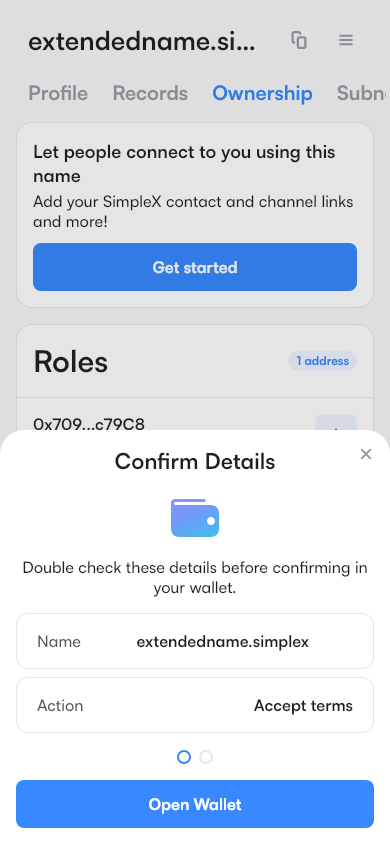 extendedname.si...
Profile Records Ownership Subn
Let people connect to you using this
name
Add your SimpleX contact and channel links
and more!
Get started
Roles
1 address
0x709...c79C8
Confirm Details
Double check these details before confirming in
your wallet.
Name extendedname.simplex
Action Accept terms
Open Wallet